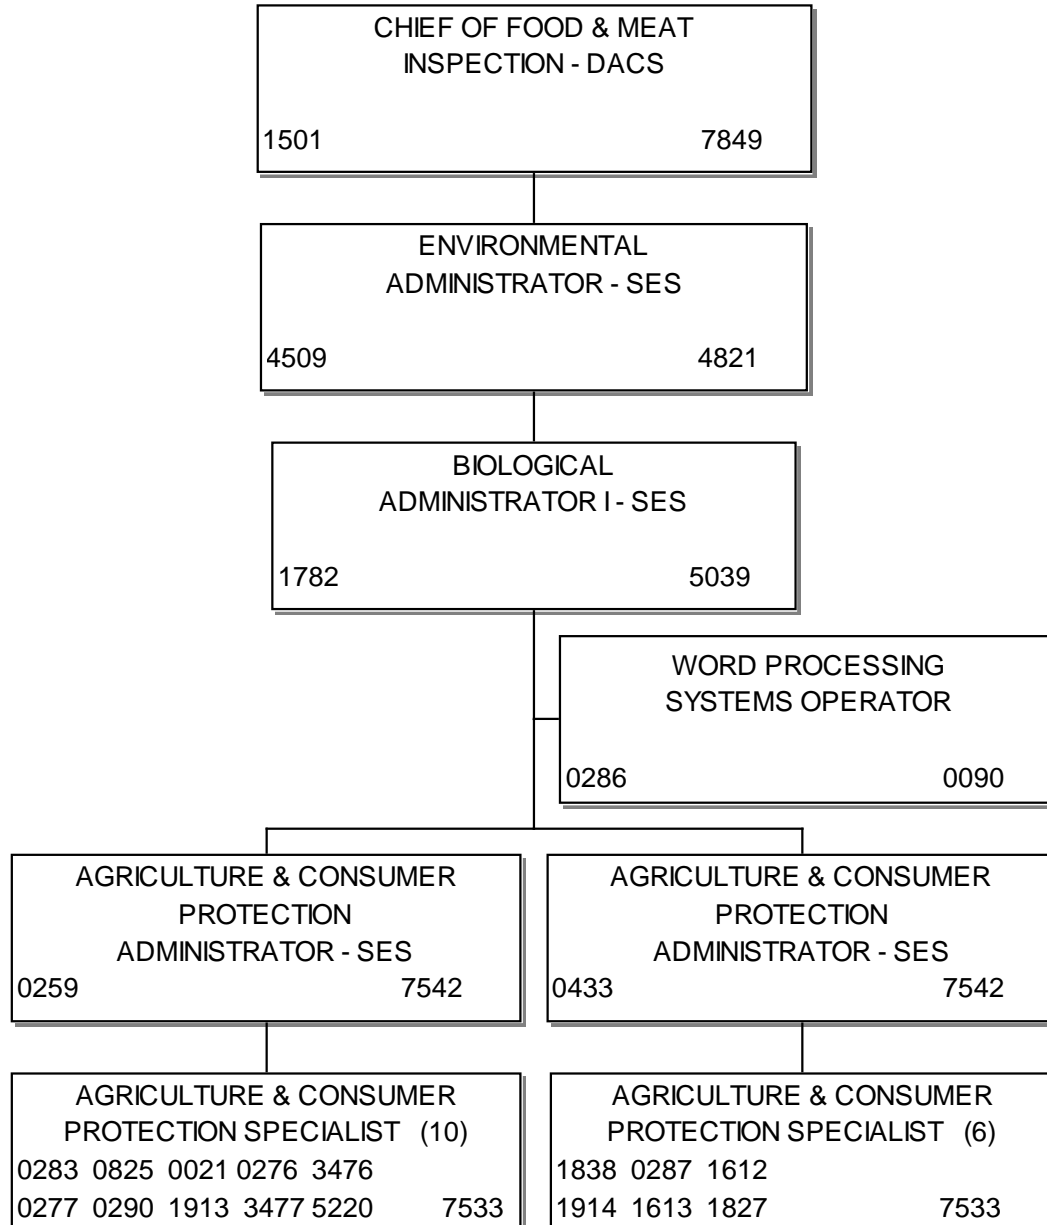 CHIEF OF FOOD & MEAT
INSPECTION - DACS
1501 7849
ENVIRONMENTAL
ADMINISTRATOR - SES
4509 4821
BIOLOGICAL
ADMINISTRATOR I - SES
1782 5039
WORD PROCESSING
SYSTEMS OPERATOR
0286 0090
AGRICULTURE & CONSUMER
PROTECTION
ADMINISTRATOR - SES
0259 7542
AGRICULTURE & CONSUMER
PROTECTION
ADMINISTRATOR - SES
0433 7542
AGRICULTURE & CONSUMER
PROTECTION SPECIALIST (10)
0283 0825 0021 0276 3476
0277 0290 1913 3477 5220 7533
AGRICULTURE & CONSUMER
PROTECTION SPECIALIST (6)
1838 0287 1612
1914 1613 1827 7533